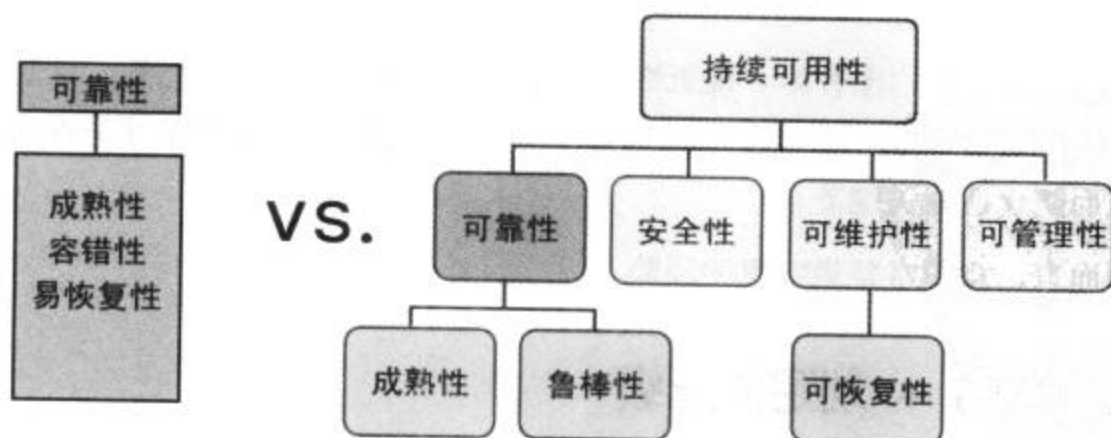 可靠性
成熟性
容错性
易恢复性
vs.
持续可用性
可靠性
安全性
可维护性
可管理性
成熟性
鲁棒性
可恢复性